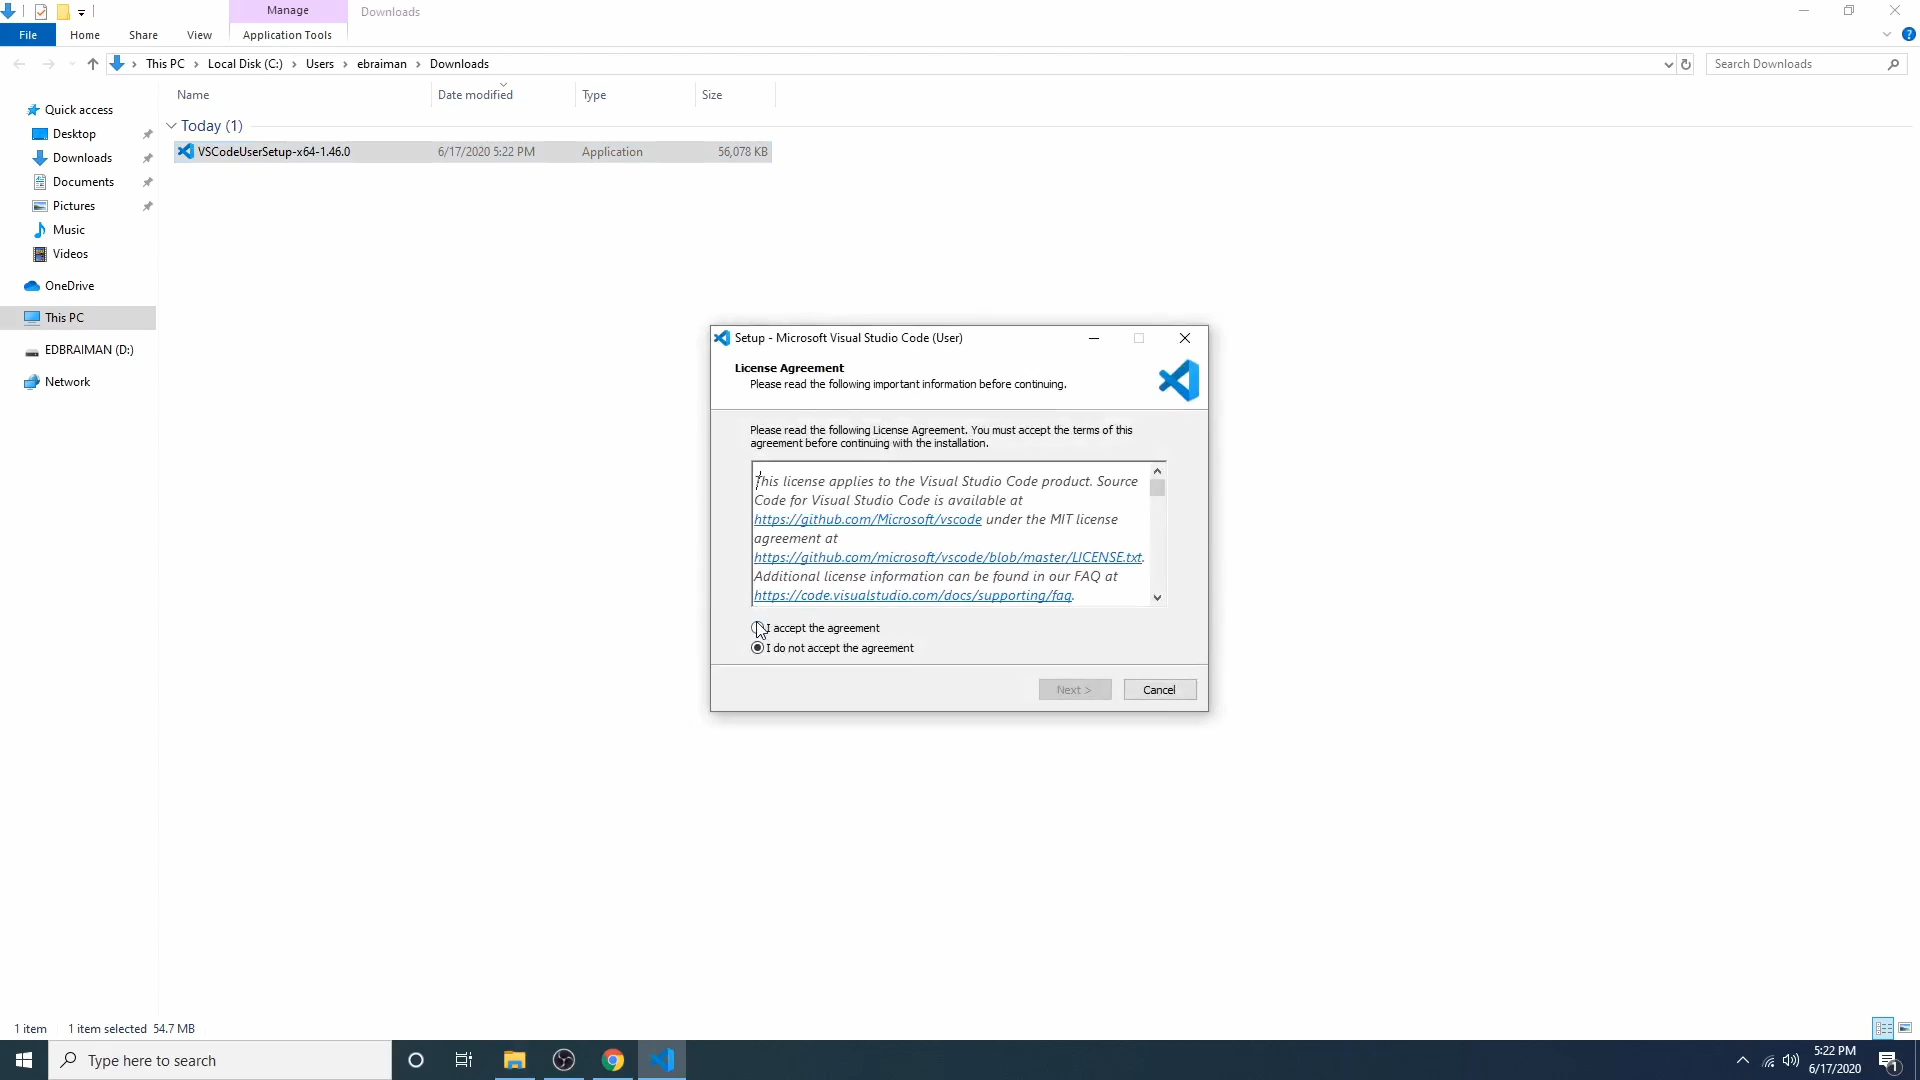 Manage
Downloads
File
Home
Share
View
Application Tools
This PC
Local Disk (C:)
Users
ebraiman
Downloads
Search Downloads
Name
Date modified
Type
Size
Quick access
Desktop
Downloads
Documents
Pictures
Music
Videos
OneDrive
This PC
EDBRAIMAN (D:)
Network
Today (1)
VSCodeUserSetup-x64-1.46.0
6/17/2020 5:22 PM
Application
56,078 KB
Setup - Microsoft Visual Studio Code (User)
License Agreement
Please read the following important information before continuing.
Please read the following License Agreement. You must accept the terms of this
agreement before continuing with the installation.
This license applies to the Visual Studio Code product. Source
Code for Visual Studio Code is available at
https://github.com/Microsoft/vscode under the MIT license
agreement at
https://github.com/microsoft/vscode/blob/master/LICENSE.txt.
Additional license information can be found in our FAQ at
https://code.visualstudio.com/docs/supporting/faq.
I accept the agreement
I do not accept the agreement
Next >
Cancel
1 item
1 item selected 54.7 MB
Type here to search
5:22 PM
6/17/2020
1